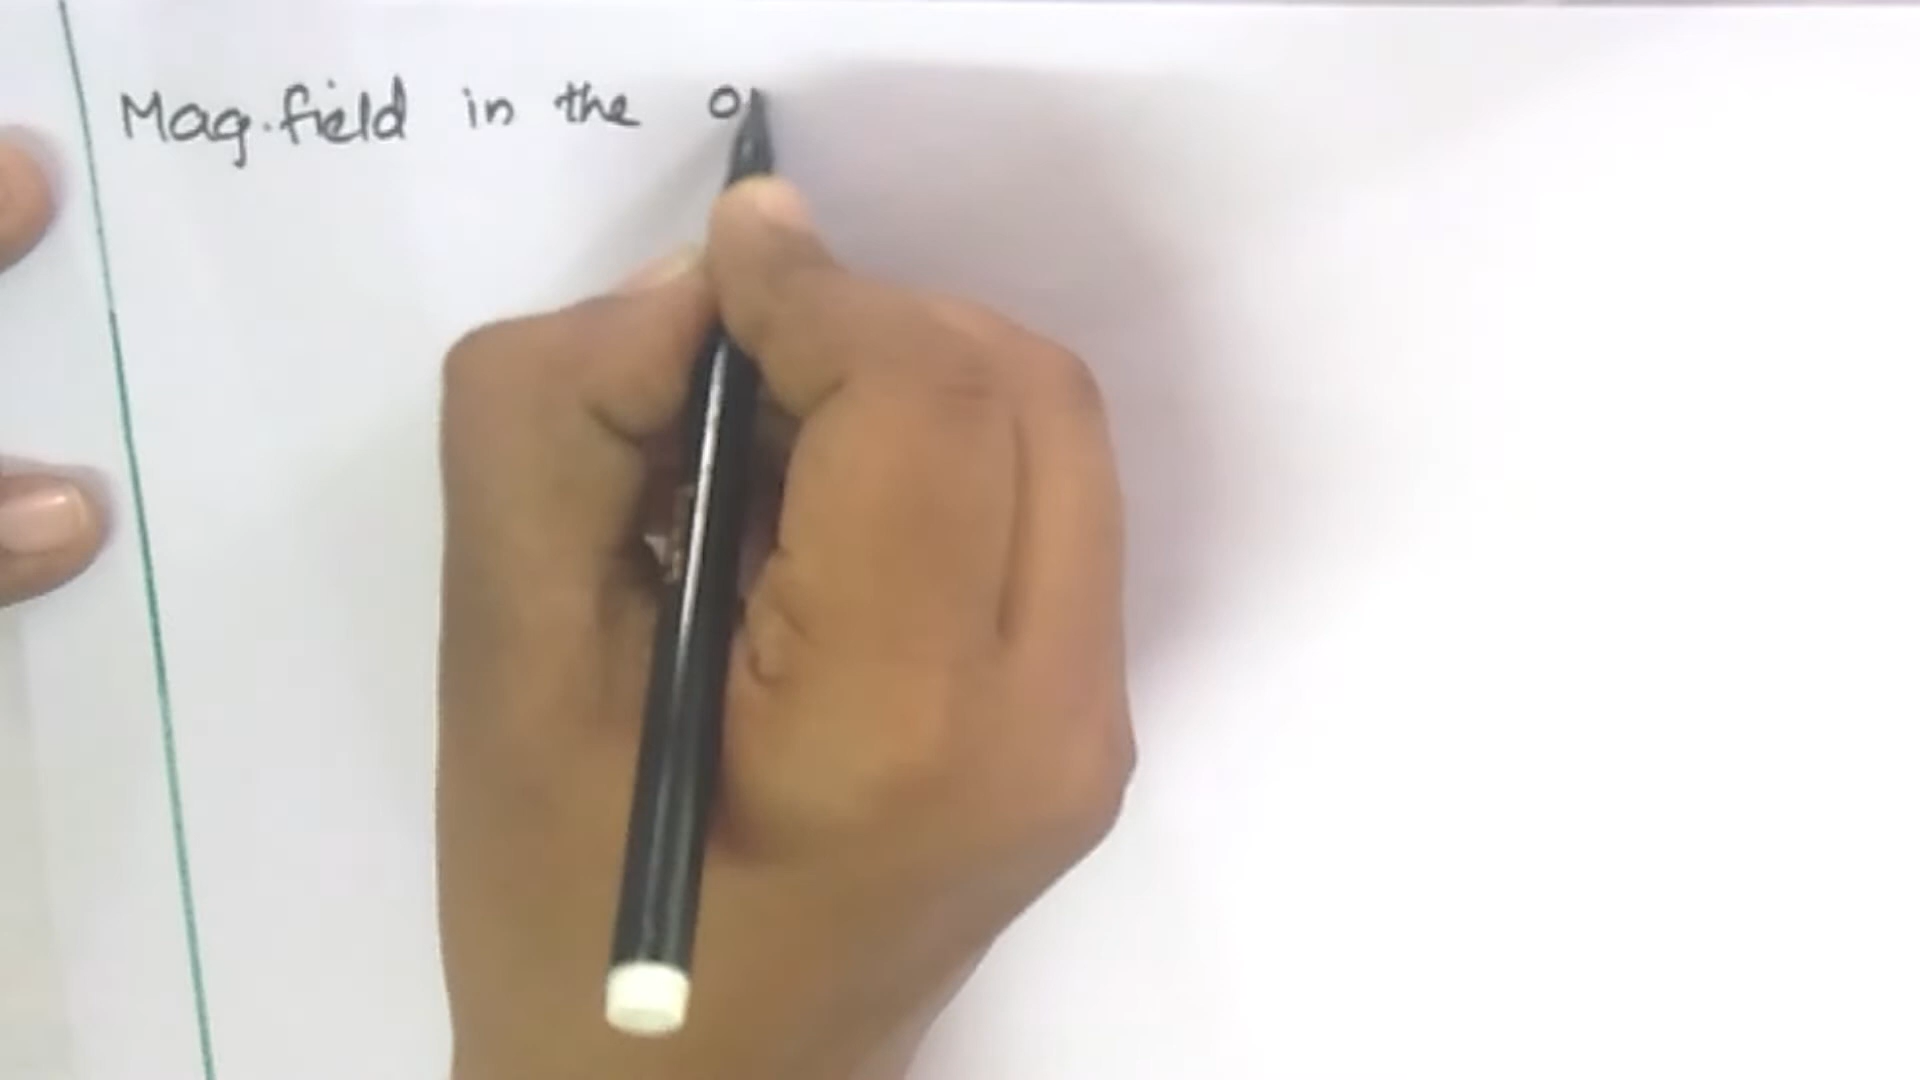 Mag. field in the